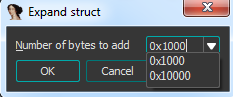 Expand struct
Number of bytes to add 0x1000
0x1000
0x10000
OK Cancel